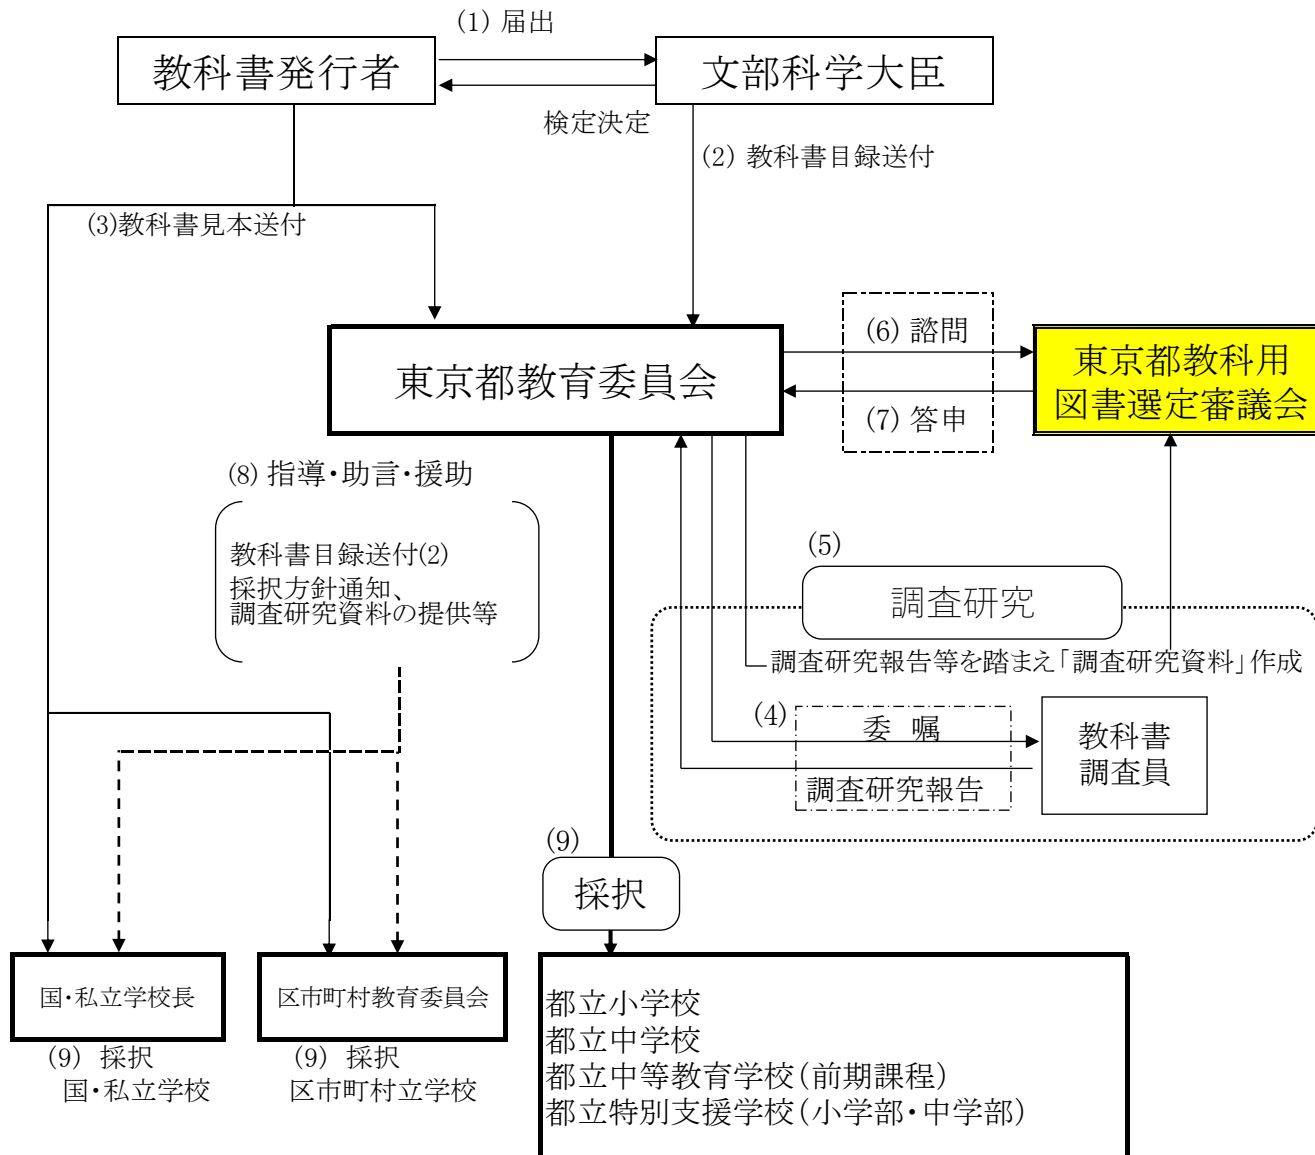 (1) 届出
教科書発行者
文部科学大臣
検定決定
(2) 教科書目録送付
(3)教科書見本送付
(6) 諮問
東京都教育委員会
東京都教科用
図書選定審議会
(7) 答申
(8) 指導・助言・援助
教科書目録送付(2)
採択方針通知、
調査研究資料の提供等
(5)
調査研究
調査研究報告等を踏まえ「調査研究資料」作成
(4)
委 嘱
教科書
調査員
調査研究報告
(9)
採択
国・私立学校長
区市町村教育委員会
(9) 採択
国・私立学校
(9) 採択
区市町村立学校
都立小学校
都立中学校
都立中等教育学校(前期課程)
都立特別支援学校(小学部・中学部)